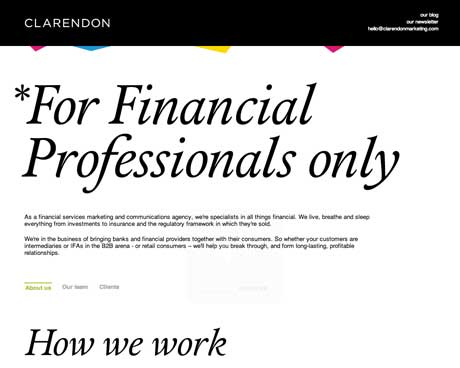 CLARENDON
our blog
our newsletter
hello@clarendonmarketing.com
*For Financial
Professionals only
As a financial services marketing and communications agency, we're specialists in all things financial. We live, breathe and sleep
everything from investments to insurance and the regulatory framework in which they're sold.
We're in the business of bringing banks and financial providers together with their consumers. So whether your customers are
intermediaries or IFAs in the B2B arena - or retail consumers – we'll help you break through, and form long-lasting, profitable
relationships.
About us Our team Clients
How we work